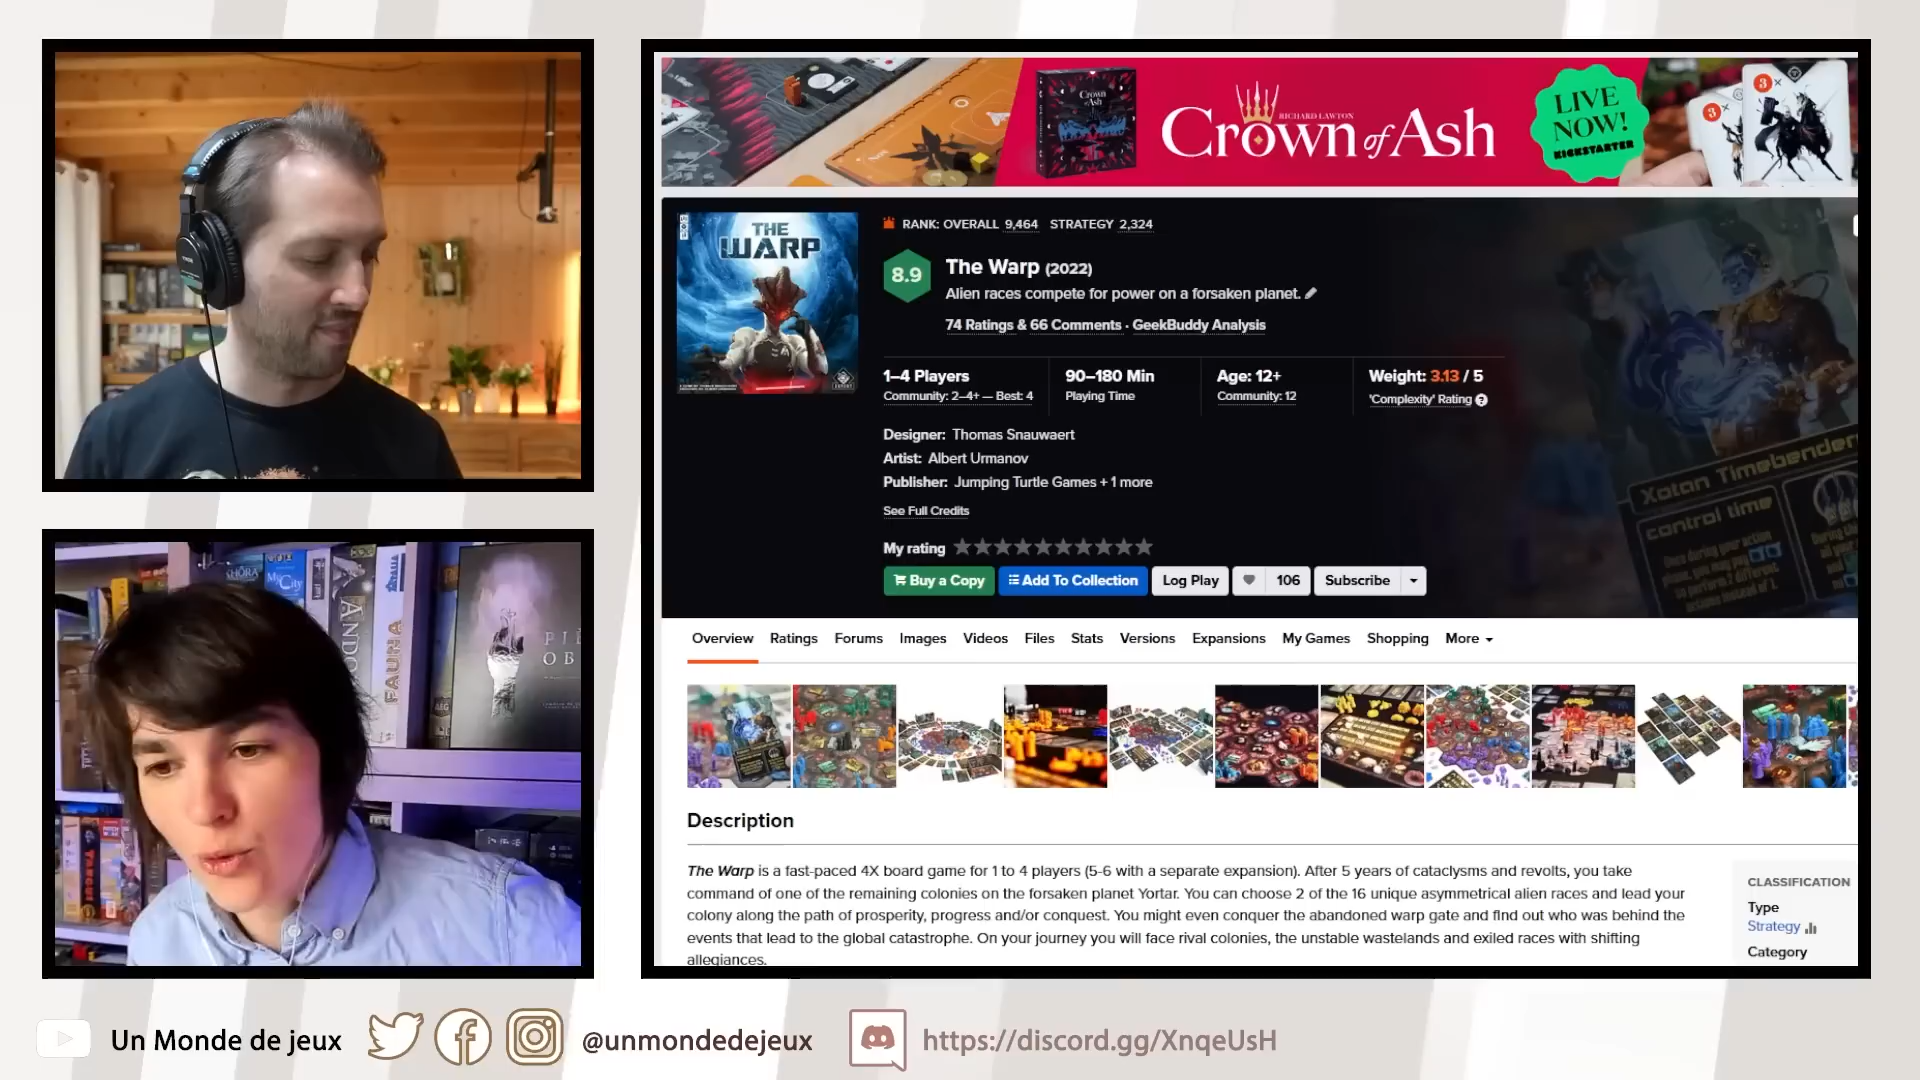 KHÔRA
My City
ANDO
FAUNA
AEG
Crown of Ash
RICHARD LAWTON
Crown of Ash
LIVE NOW!
KICKSTARTER
3
3
THE WARP
RANK: OVERALL 9,464 STRATEGY 2,324
8.9
The Warp (2022)
Alien races compete for power on a forsaken planet.
74 Ratings & 66 Comments · GeekBuddy Analysis
1–4 Players
Community: 2–4+ — Best: 4
90–180 Min
Playing Time
Age: 12+
Community: 12
Weight: 3.13 / 5
'Complexity' Rating ?
Designer: Thomas Snauwaert
Artist: Albert Urmanov
Publisher: Jumping Turtle Games + 1 more
See Full Credits
My rating
Buy a Copy
Add To Collection
Log Play
106
Subscribe
Xotan Timebender
control time
Overview Ratings Forums Images Videos Files Stats Versions Expansions My Games Shopping More
Description
The Warp is a fast-paced 4X board game for 1 to 4 players (5-6 with a separate expansion). After 5 years of cataclysms and revolts, you take
command of one of the remaining colonies on the forsaken planet Yortar. You can choose 2 of the 16 unique asymmetrical alien races and lead your
colony along the path of prosperity, progress and/or conquest. You might even conquer the abandoned warp gate and find out who was behind the
events that lead to the global catastrophe. On your journey you will face rival colonies, the unstable wastelands and exiled races with shifting
allegiances.
CLASSIFICATION
Type
Strategy
Category
Un Monde de jeux
@unmondedejeux
https://discord.gg/XnqeUsH